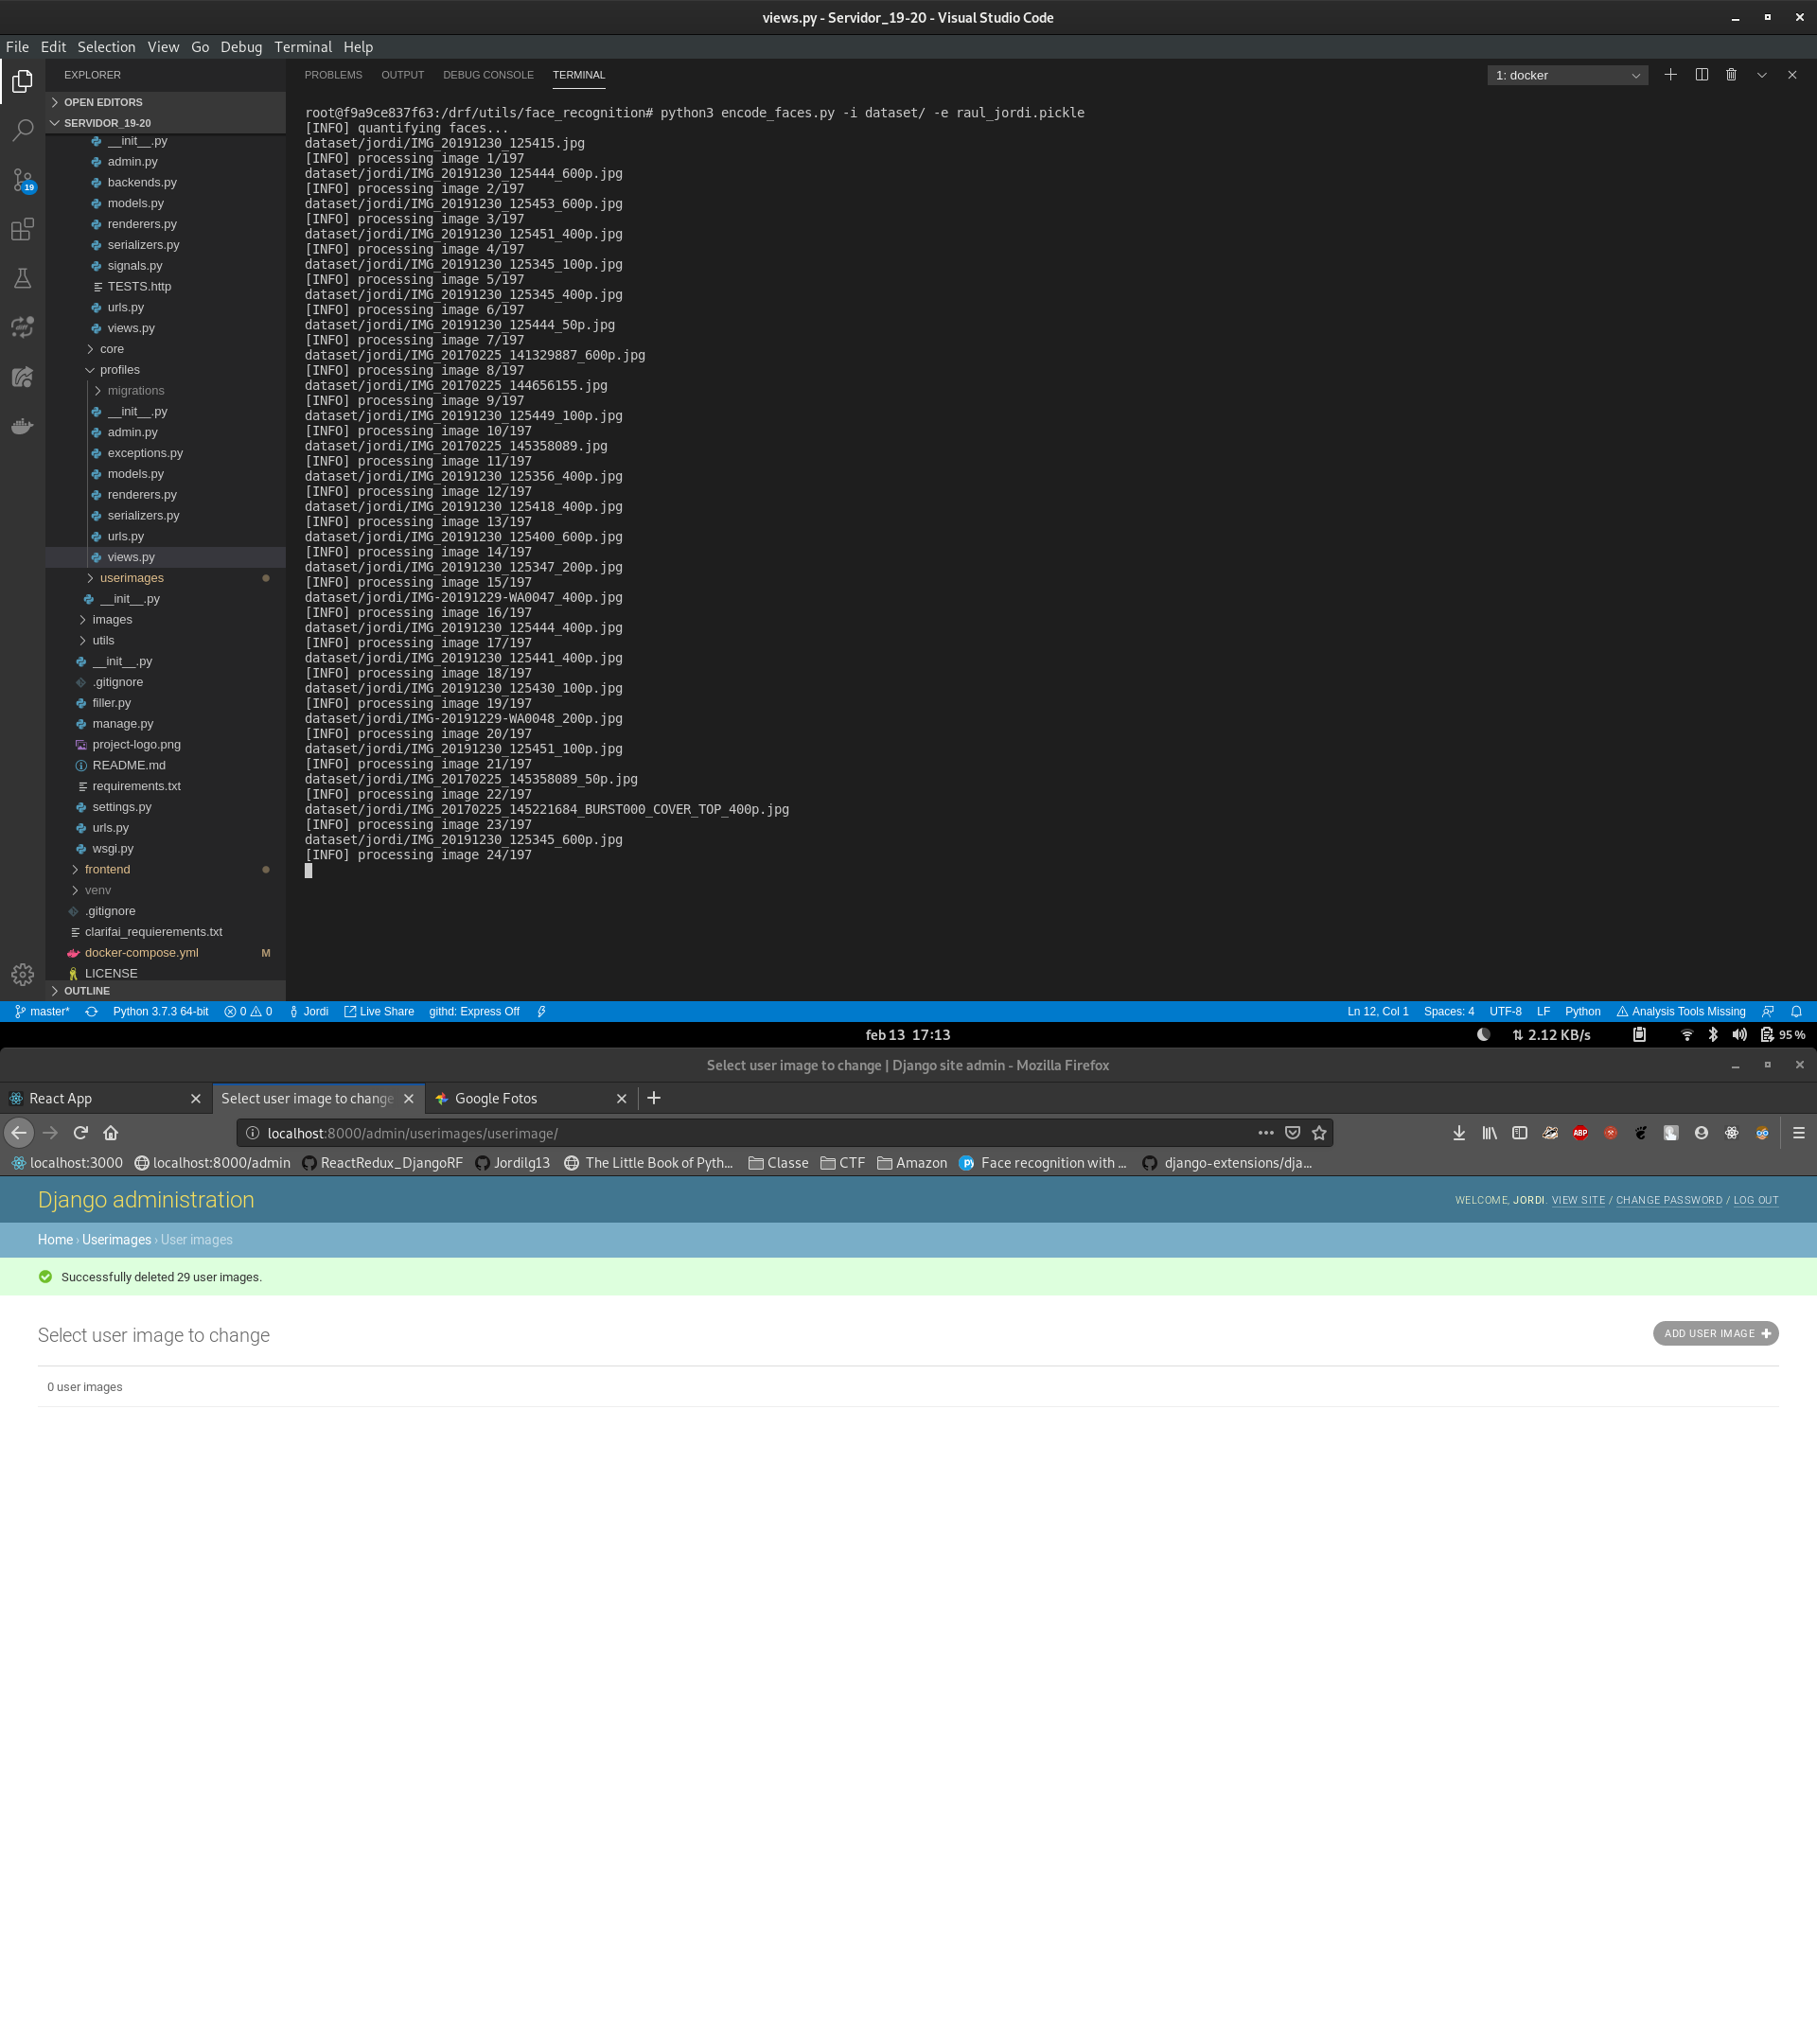 views.py - Servidor_19-20 - Visual Studio Code
File Edit Selection View Go Debug Terminal Help
EXPLORER
OPEN EDITORS
SERVIDOR_19-20
__init__.py
admin.py
backends.py
models.py
renderers.py
serializers.py
signals.py
TESTS.http
urls.py
views.py
core
profiles
migrations
__init__.py
admin.py
exceptions.py
models.py
renderers.py
serializers.py
urls.py
views.py
userimages
__init__.py
images
utils
__init__.py
.gitignore
filler.py
manage.py
project-logo.png
README.md
requirements.txt
settings.py
urls.py
wsgi.py
frontend
venv
.gitignore
clarifai_requierements.txt
docker-compose.yml M
LICENSE
OUTLINE
19
PROBLEMS OUTPUT DEBUG CONSOLE TERMINAL
1: docker
root@f9a9ce837f63:/drf/utils/face_recognition# python3 encode_faces.py -i dataset/ -e raul_jordi.pickle
[INFO] quantifying faces...
dataset/jordi/IMG_20191230_125415.jpg
[INFO] processing image 1/197
dataset/jordi/IMG_20191230_125444_600p.jpg
[INFO] processing image 2/197
dataset/jordi/IMG_20191230_125453_600p.jpg
[INFO] processing image 3/197
dataset/jordi/IMG_20191230_125451_400p.jpg
[INFO] processing image 4/197
dataset/jordi/IMG_20191230_125345_100p.jpg
[INFO] processing image 5/197
dataset/jordi/IMG_20191230_125345_400p.jpg
[INFO] processing image 6/197
dataset/jordi/IMG_20191230_125444_50p.jpg
[INFO] processing image 7/197
dataset/jordi/IMG_20170225_141329887_600p.jpg
[INFO] processing image 8/197
dataset/jordi/IMG_20170225_144656155.jpg
[INFO] processing image 9/197
dataset/jordi/IMG_20191230_125449_100p.jpg
[INFO] processing image 10/197
dataset/jordi/IMG_20170225_145358089.jpg
[INFO] processing image 11/197
dataset/jordi/IMG_20191230_125356_400p.jpg
[INFO] processing image 12/197
dataset/jordi/IMG_20191230_125418_400p.jpg
[INFO] processing image 13/197
dataset/jordi/IMG_20191230_125400_600p.jpg
[INFO] processing image 14/197
dataset/jordi/IMG_20191230_125347_200p.jpg
[INFO] processing image 15/197
dataset/jordi/IMG-20191229-WA0047_400p.jpg
[INFO] processing image 16/197
dataset/jordi/IMG_20191230_125444_400p.jpg
[INFO] processing image 17/197
dataset/jordi/IMG_20191230_125441_400p.jpg
[INFO] processing image 18/197
dataset/jordi/IMG_20191230_125430_100p.jpg
[INFO] processing image 19/197
dataset/jordi/IMG-20191229-WA0048_200p.jpg
[INFO] processing image 20/197
dataset/jordi/IMG_20191230_125451_100p.jpg
[INFO] processing image 21/197
dataset/jordi/IMG_20170225_145358089_50p.jpg
[INFO] processing image 22/197
dataset/jordi/IMG_20170225_145221684_BURST000_COVER_TOP_400p.jpg
[INFO] processing image 23/197
dataset/jordi/IMG_20191230_125345_600p.jpg
[INFO] processing image 24/197
master* Python 3.7.3 64-bit 0 0 Jordi Live Share githd: Express Off Ln 12, Col 1 Spaces: 4 UTF-8 LF Python Analysis Tools Missing
feb 13 17:13 2.12 KB/s 95 %
Select user image to change | Django site admin - Mozilla Firefox
React App Select user image to change Google Fotos
localhost:8000/admin/userimages/userimage/
ABP
localhost:3000 localhost:8000/admin ReactRedux_DjangoRF Jordilg13 The Little Book of Pyth... Classe CTF Amazon Face recognition with ... django-extensions/dja...
Django administration
WELCOME, JORDI. VIEW SITE / CHANGE PASSWORD / LOG OUT
Home › Userimages › User images
Successfully deleted 29 user images.
Select user image to change
ADD USER IMAGE
0 user images